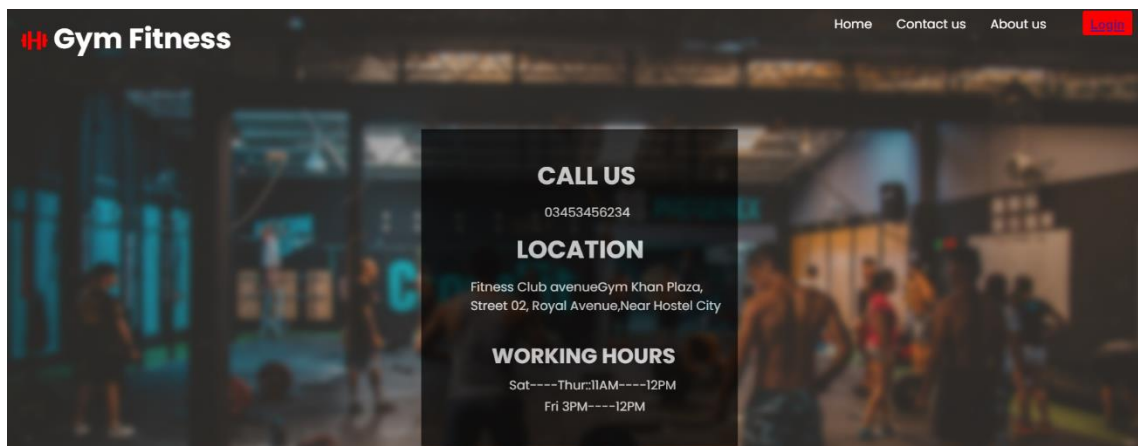 Gym Fitness
Home Contact us About us Login
CALL US
03453456234
LOCATION
Fitness Club avenueGym Khan Plaza,
Street 02, Royal Avenue,Near Hostel City
WORKING HOURS
Sat----Thur::11AM----12PM
Fri 3PM----12PM